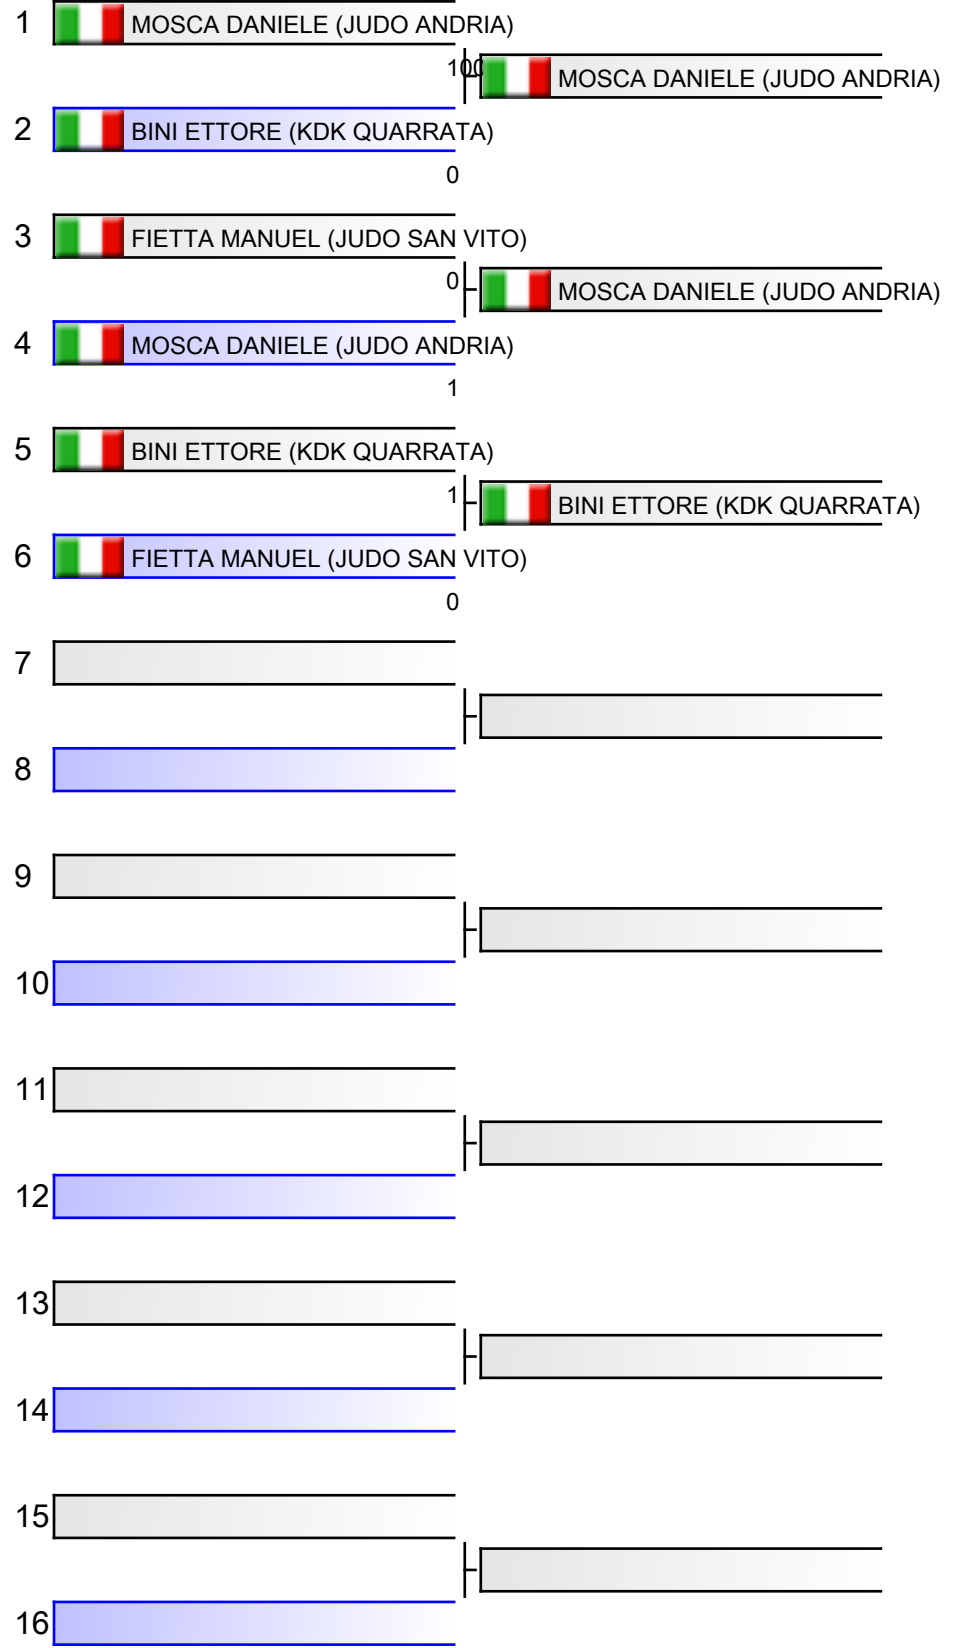 1 MOSCA DANIELE (JUDO ANDRIA)
100 MOSCA DANIELE (JUDO ANDRIA)
2 BINI ETTORE (KDK QUARRATA)
0
3 FIETTA MANUEL (JUDO SAN VITO)
0 MOSCA DANIELE (JUDO ANDRIA)
4 MOSCA DANIELE (JUDO ANDRIA)
1
5 BINI ETTORE (KDK QUARRATA)
1 BINI ETTORE (KDK QUARRATA)
6 FIETTA MANUEL (JUDO SAN VITO)
0
7
8
9
10
11
12
13
14
15
16